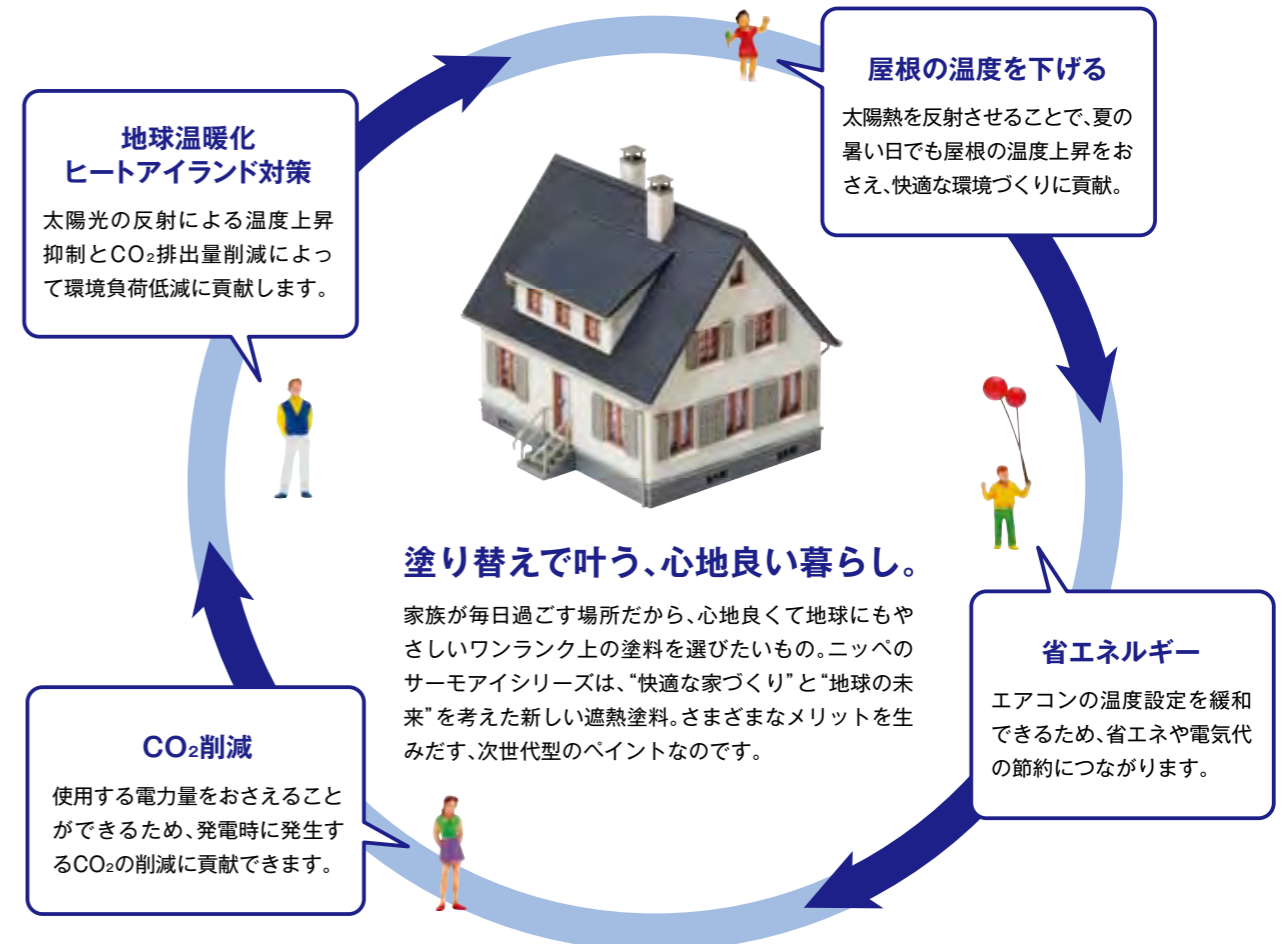 屋根の温度を下げる
太陽熱を反射させることで、夏の
暑い日でも屋根の温度上昇をお
さえ、快適な環境づくりに貢献。
省エネルギー
エアコンの温度設定を緩和
できるため、省エネや電気代
の節約につながります。
CO₂削減
使用する電力量をおさえること
ができるため、発電時に発生す
るCO₂の削減に貢献できます。
地球温暖化
ヒートアイランド対策
太陽光の反射による温度上昇
抑制とCO₂排出量削減によっ
て環境負荷低減に貢献します。
塗り替えで叶う、心地良い暮らし。
家族が毎日過ごす場所だから、心地良くて地球にもや
さしいワンランク上の塗料を選びたいもの。ニッペの
サーモアイシリーズは、“快適な家づくり”と“地球の未
来”を考えた新しい遮熱塗料。さまざまなメリットを生
みだす、次世代型のペイントなのです。